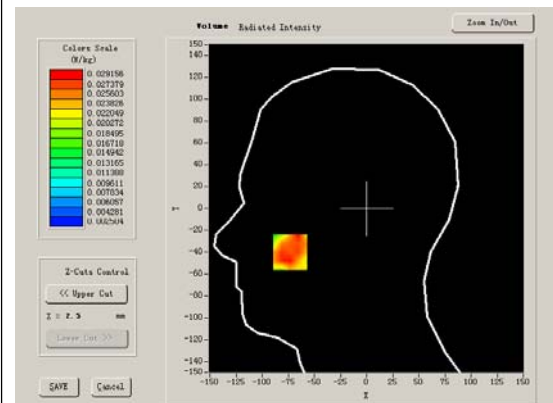 Volume Radiated Intensity
Zoom In/Out
Colors Scale
(W/kg)
0.029156
0.027379
0.025603
0.023826
0.022049
0.020272
0.018495
0.016718
0.014942
0.013165
0.011388
0.009611
0.007834
0.006057
0.004281
0.002504
Z-Cuts Control
<< Upper Cut
Z = 2.5 mm
Lower Cut >>
SAVE
Cancel
150
140
120
100
80
60
40
20
Y
0
-20
-40
-60
-80
-100
-120
-140
-150
-150 -125 -100 -75 -50 -25 0 25 50 75 100 125 150
X